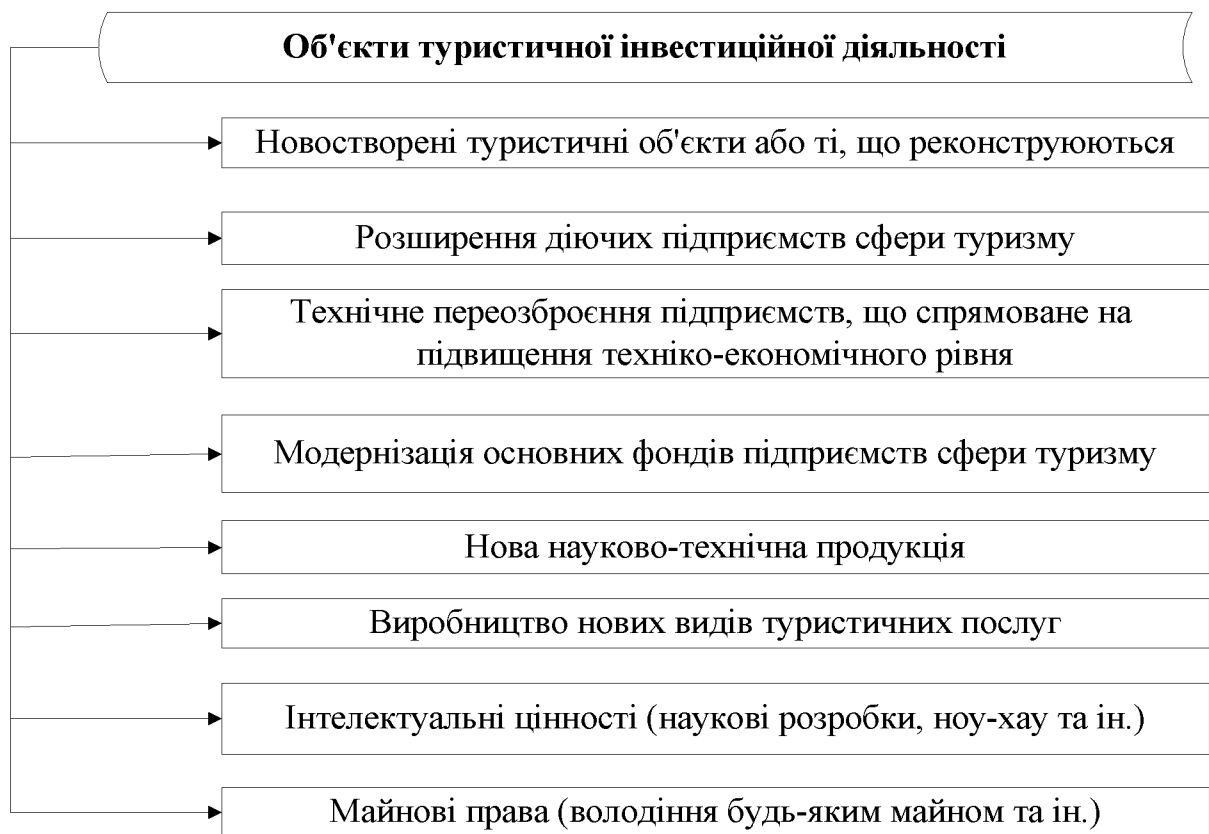 Об'єкти туристичної інвестиційної діяльності
Новостворені туристичні об'єкти або ті, що реконструюються
Розширення діючих підприємств сфери туризму
Технічне переозброєння підприємств, що спрямоване на
підвищення техніко-економічного рівня
Модернізація основних фондів підприємств сфери туризму
Нова науково-технічна продукція
Виробництво нових видів туристичних послуг
Інтелектуальні цінності (наукові розробки, ноу-хау та ін.)
Майнові права (володіння будь-яким майном та ін.)